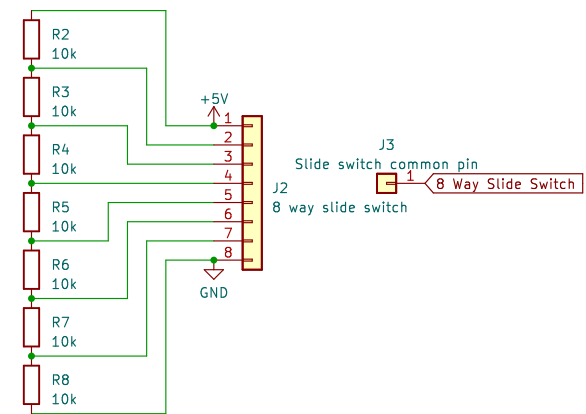 R2
10k
R3
10k
R4
10k
R5
10k
R6
10k
R7
10k
R8
10k
+5V
1
2
3
4
5
6
7
8
GND
J2
8 way slide switch
J3
Slide switch common pin
1
8 Way Slide Switch